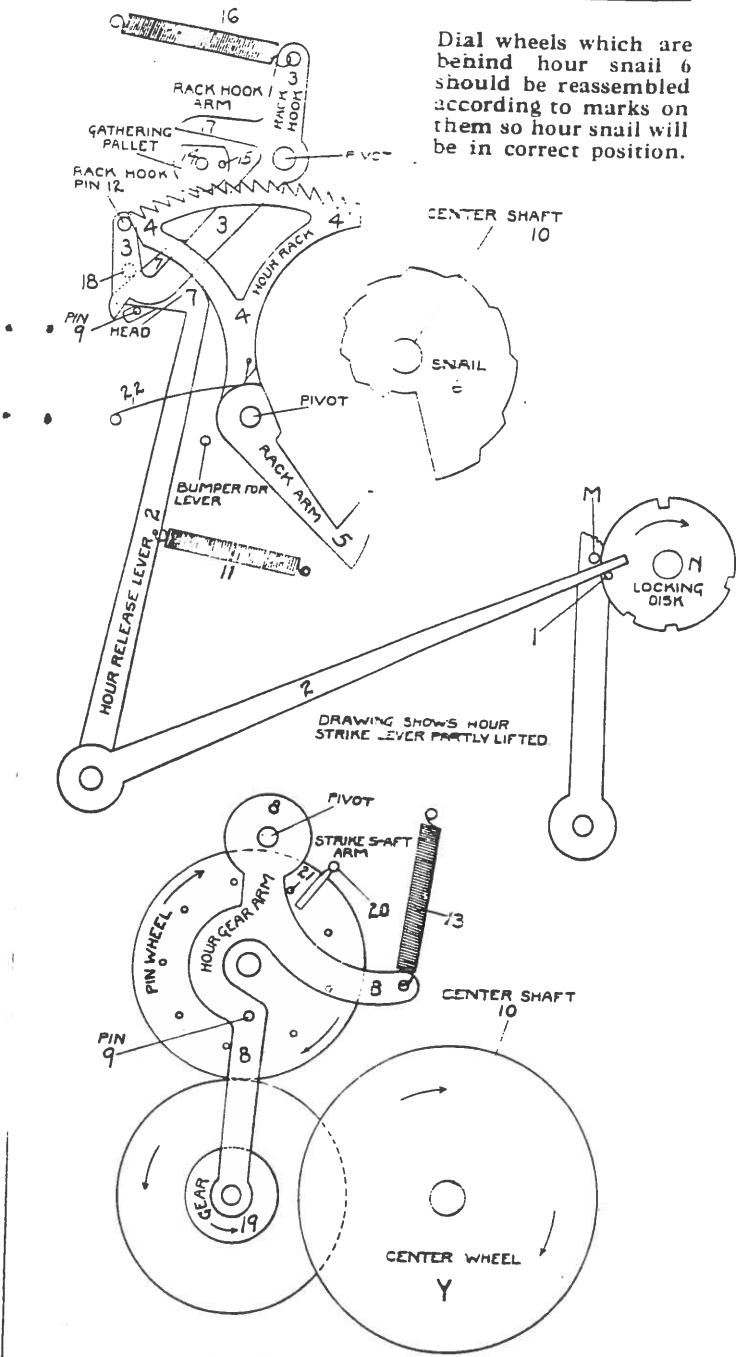 16
Dial wheels which are
behind hour snail 6
should be reassembled
according to marks on
them so hour snail will
be in correct position.
3
RACK HOOK
RACK HOOK
ARM
17
GATHERING
PALLET
14
15
PIVOT
RACK HOOK
PIN 12
4
3
4
CENTER SHAFT
10
3
HOUR RACK
18
7
7
4
PIN
9
HEAD
SNAIL
22
PIVOT
RACK ARM
5
BUMPER FOR
LEVER
M
2
11
N
LOCKING
DISK
HOUR RELEASE LEVER
1
2
DRAWING SHOWS HOUR
STRIKE LEVER PARTLY LIFTED
8
PIVOT
STRIKE SHAFT
ARM
21
20
13
PIN WHEEL
HOUR GEAR ARM
8
CENTER SHAFT
10
PIN
9
8
GEAR
19
CENTER WHEEL
Y